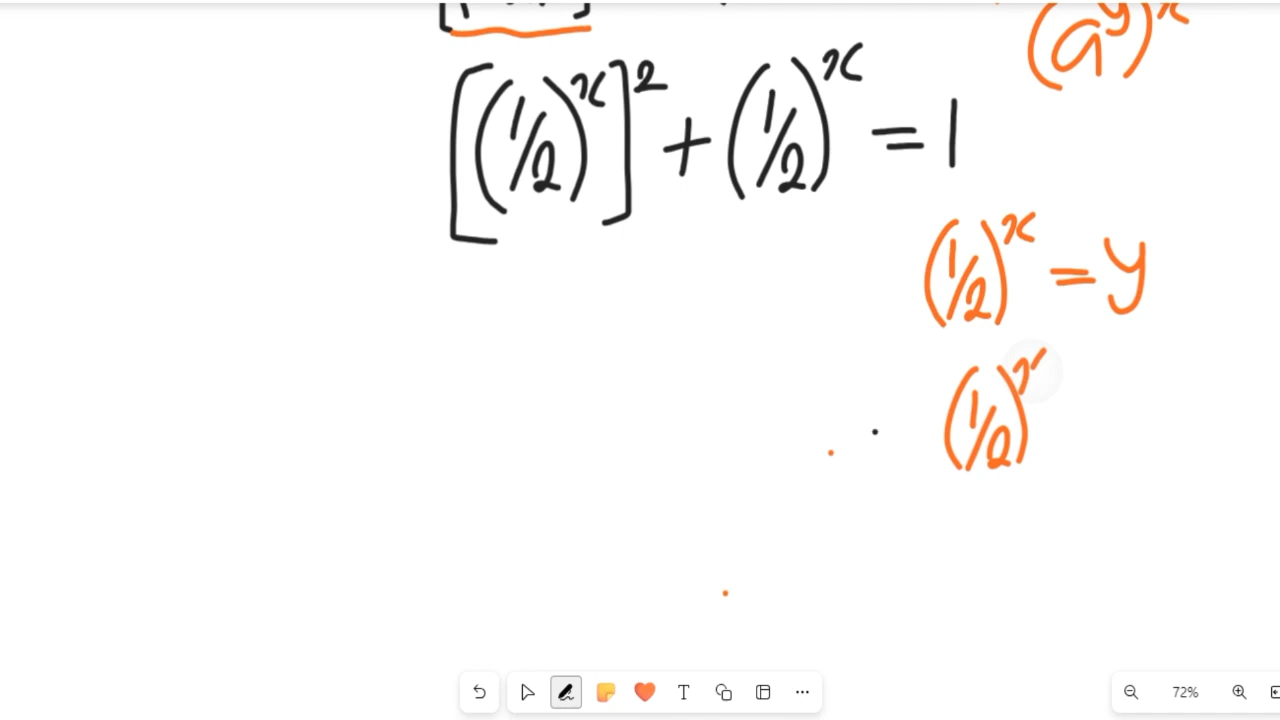 (a^y)^x
[(1/2)^x]^2 + (1/2)^x = 1
(1/2)^x = y
(1/2)^x
T
72%